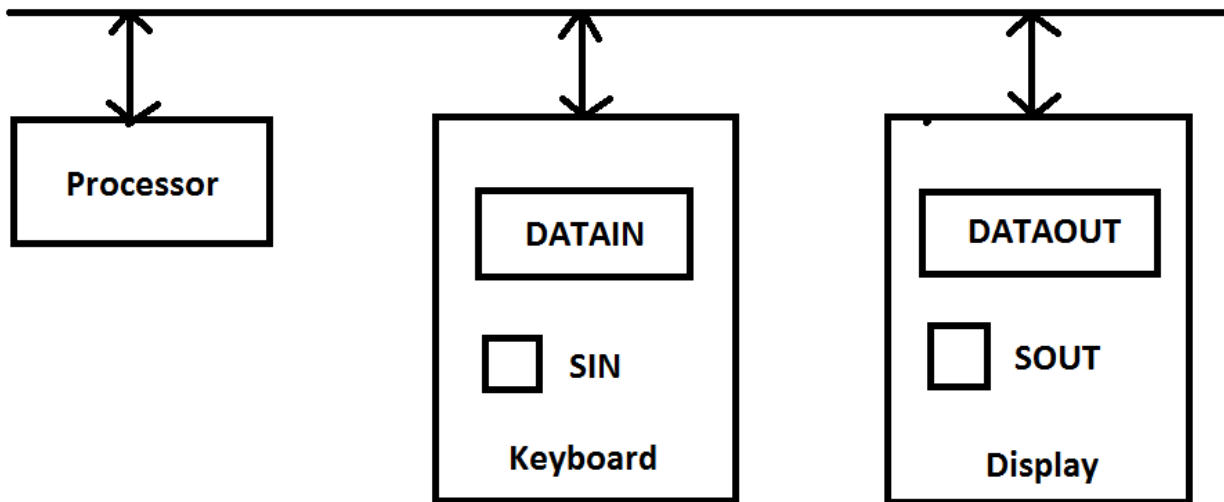 Processor
DATAIN
SIN
Keyboard
DATAOUT
SOUT
Display